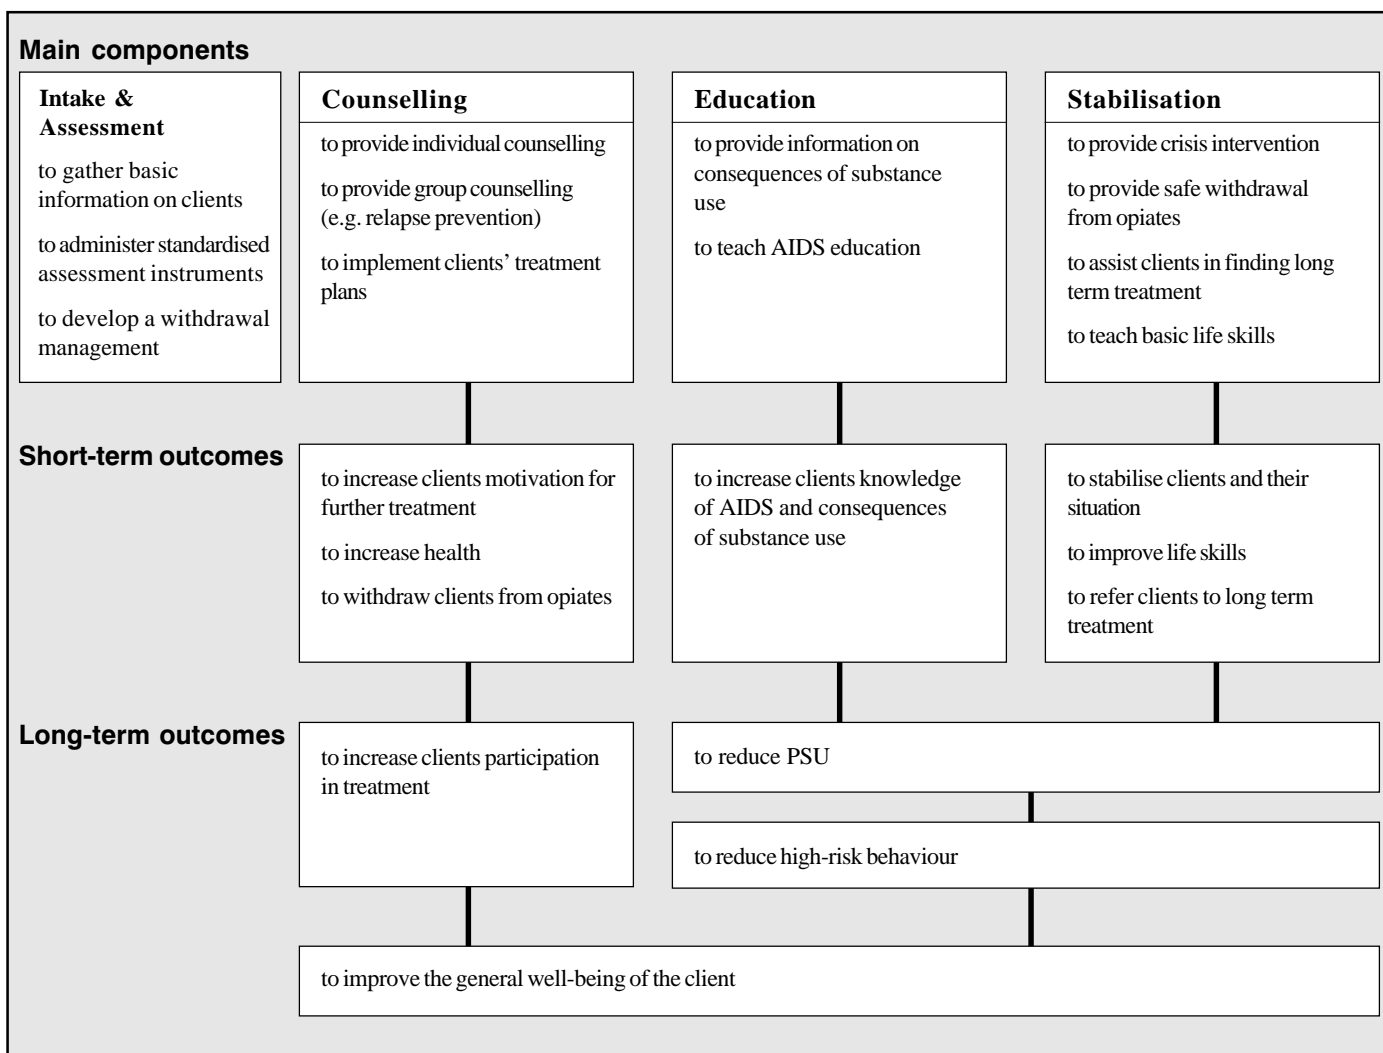 Main components
Intake &
Assessment
to gather basic
information on clients
to administer standardised
assessment instruments
to develop a withdrawal
management
Counselling
to provide individual counselling
to provide group counselling
(e.g. relapse prevention)
to implement clients’ treatment
plans
Education
to provide information on
consequences of substance
use
to teach AIDS education
Stabilisation
to provide crisis intervention
to provide safe withdrawal
from opiates
to assist clients in finding long
term treatment
to teach basic life skills
Short-term outcomes
to increase clients motivation for
further treatment
to increase health
to withdraw clients from opiates
to increase clients knowledge
of AIDS and consequences
of substance use
to stabilise clients and their
situation
to improve life skills
to refer clients to long term
treatment
Long-term outcomes
to increase clients participation
in treatment
to reduce PSU
to reduce high-risk behaviour
to improve the general well-being of the client